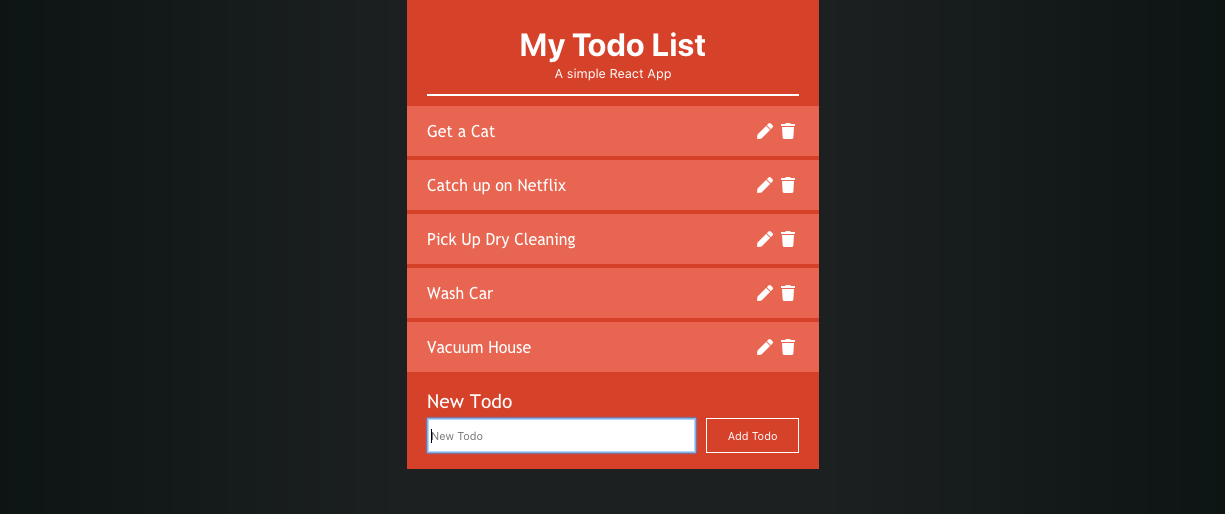 My Todo List
A simple React App
Get a Cat
Catch up on Netflix
Pick Up Dry Cleaning
Wash Car
Vacuum House
New Todo
New Todo
Add Todo